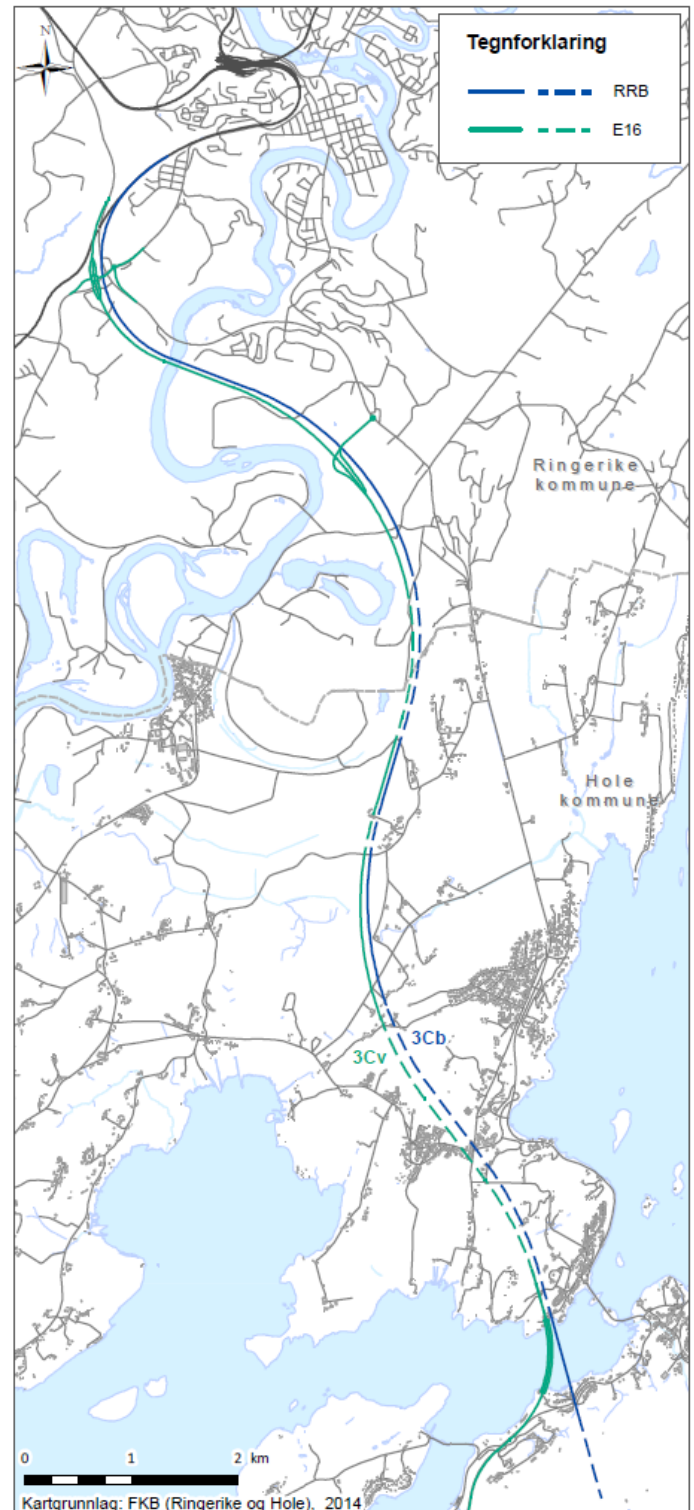 N
Tegnforklaring
RRB
E16
Ringerike
kommune
Hole
kommune
3Cb
3Cv
0 1 2 km
Kartgrunnlag: FKB (Ringerike og Hole), 2014